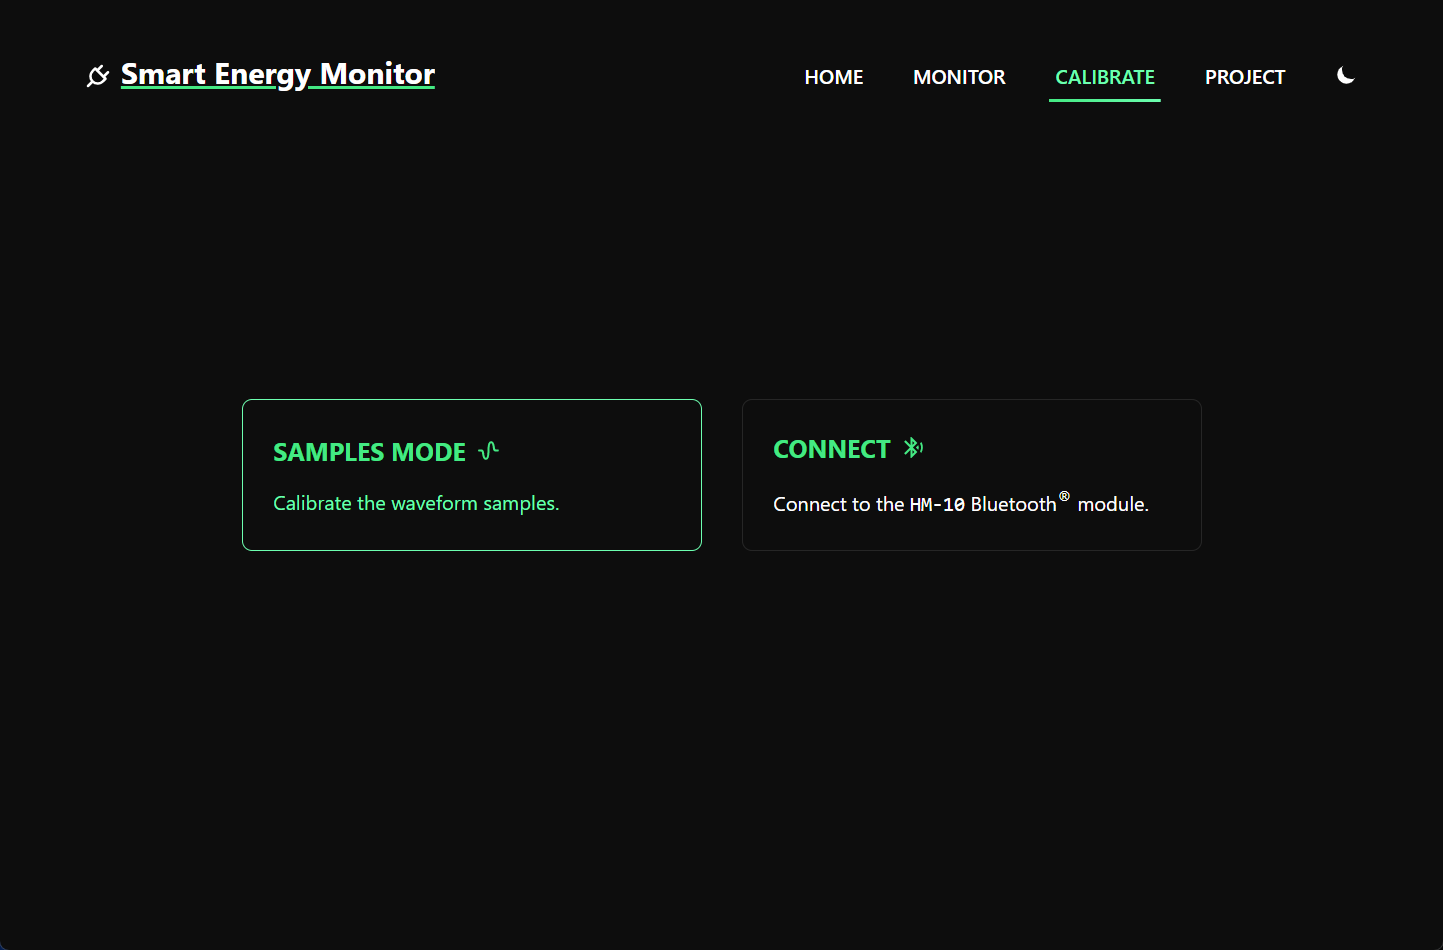 Smart Energy Monitor
HOME MONITOR CALIBRATE PROJECT
SAMPLES MODE
Calibrate the waveform samples.
CONNECT
Connect to the HM-10 Bluetooth® module.